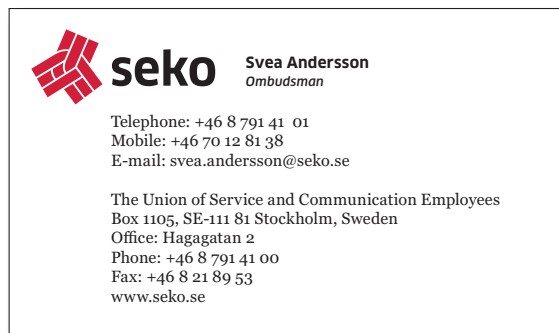 seko
Svea Andersson
Ombudsman
Telephone: +46 8 791 41  01
Mobile: +46 70 12 81 38
E-mail: svea.andersson@seko.se
The Union of Service and Communication Employees
Box 1105, SE-111 81 Stockholm, Sweden
Office: Hagagatan 2
Phone: +46 8 791 41 00
Fax: +46 8 21 89 53
www.seko.se